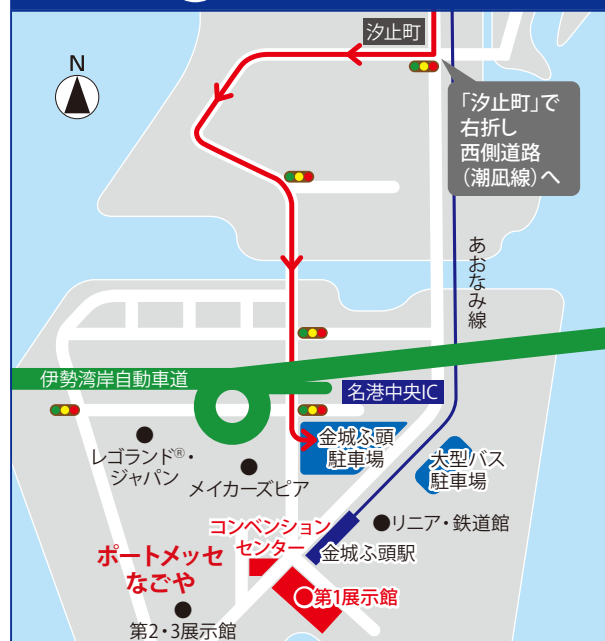 汐止町
N
「汐止町」で
右折し
西側道路
（潮凪線）へ
あおなみ線
伊勢湾岸自動車道
名港中央IC
金城ふ頭
駐車場
レゴランド®・
ジャパン
メイカーズピア
大型バス
駐車場
コンベンション
センター
リニア・鉄道館
金城ふ頭駅
ポートメッセ
なごや
第1展示館
第2・3展示館